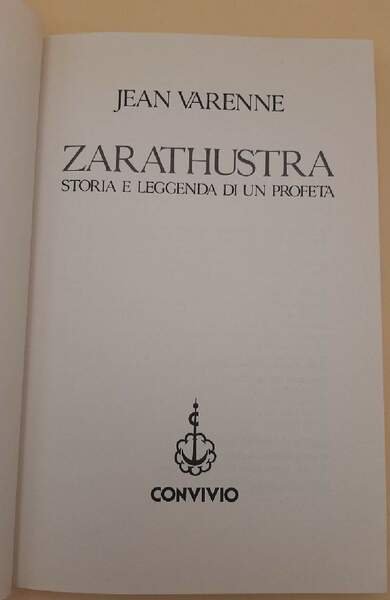 JEAN VARENNE
ZARATHUSTRA
STORIA E LEGGENDA DI UN PROFETA
CONVIVIO